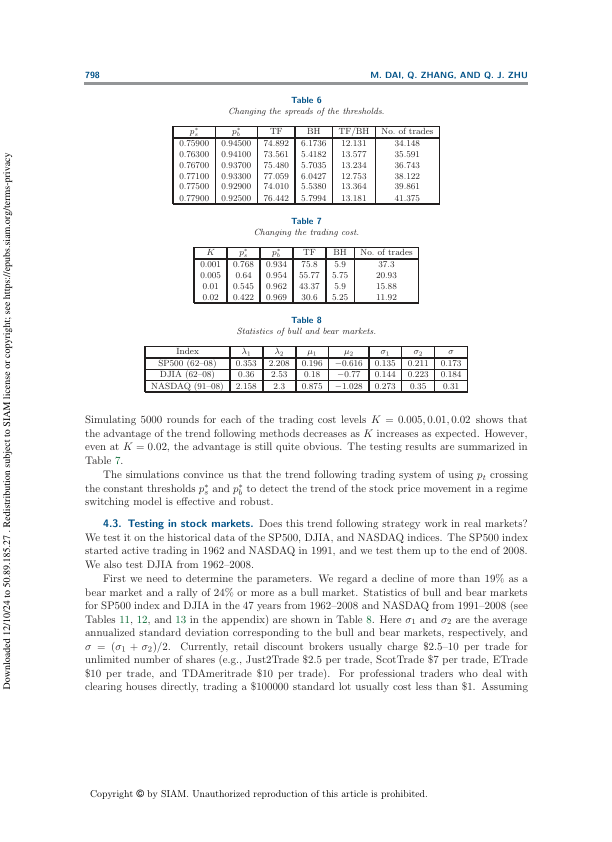 798 M. DAI, Q. ZHANG, AND Q. J. ZHU
Table 6
Changing the spreads of the thresholds.
p*s p*b TF BH TF/BH No. of trades
0.75900 0.94500 74.892 6.1736 12.131 34.148
0.76300 0.94100 73.561 5.4182 13.577 35.591
0.76700 0.93700 75.480 5.7035 13.234 36.743
0.77100 0.93300 77.059 6.0427 12.753 38.122
0.77500 0.92900 74.010 5.5380 13.364 39.861
0.77900 0.92500 76.442 5.7994 13.181 41.375
Table 7
Changing the trading cost.
K p*s p*b TF BH No. of trades
0.001 0.768 0.934 75.8 5.9 37.3
0.005 0.64 0.954 55.77 5.75 20.93
0.01 0.545 0.962 43.37 5.9 15.88
0.02 0.422 0.969 30.6 5.25 11.92
Table 8
Statistics of bull and bear markets.
Index λ1 λ2 μ1 μ2 σ1 σ2 σ
SP500 (62–08) 0.353 2.208 0.196 −0.616 0.135 0.211 0.173
DJIA (62–08) 0.36 2.53 0.18 −0.77 0.144 0.223 0.184
NASDAQ (91–08) 2.158 2.3 0.875 −1.028 0.273 0.35 0.31
Simulating 5000 rounds for each of the trading cost levels K = 0.005, 0.01, 0.02 shows that
the advantage of the trend following methods decreases as K increases as expected. However,
even at K = 0.02, the advantage is still quite obvious. The testing results are summarized in
Table 7.
The simulations convince us that the trend following trading system of using pt crossing
the constant thresholds p*s and p*b to detect the trend of the stock price movement in a regime
switching model is effective and robust.
4.3. Testing in stock markets. Does this trend following strategy work in real markets?
We test it on the historical data of the SP500, DJIA, and NASDAQ indices. The SP500 index
started active trading in 1962 and NASDAQ in 1991, and we test them up to the end of 2008.
We also test DJIA from 1962–2008.
First we need to determine the parameters. We regard a decline of more than 19% as a
bear market and a rally of 24% or more as a bull market. Statistics of bull and bear markets
for SP500 index and DJIA in the 47 years from 1962–2008 and NASDAQ from 1991–2008 (see
Tables 11, 12, and 13 in the appendix) are shown in Table 8. Here σ1 and σ2 are the average
annualized standard deviation corresponding to the bull and bear markets, respectively, and
σ = (σ1 + σ2)/2. Currently, retail discount brokers usually charge $2.5–10 per trade for
unlimited number of shares (e.g., Just2Trade $2.5 per trade, ScotTrade $7 per trade, ETrade
$10 per trade, and TDAmeritrade $10 per trade). For professional traders who deal with
clearing houses directly, trading a $100000 standard lot usually cost less than $1. Assuming
Copyright © by SIAM. Unauthorized reproduction of this article is prohibited.
Downloaded 12/10/24 to 50.89.185.27 . Redistribution subject to SIAM license or copyright; see https://epubs.siam.org/terms-privacy